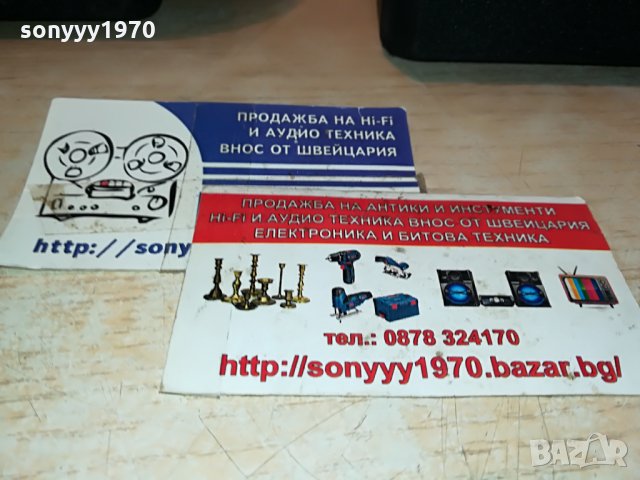 sonyyy1970
ПРОДАЖБА НА Hi-Fi
И АУДИО ТЕХНИКА
ВНОС ОТ ШВЕЙЦАРИЯ
http://sony
ПРОДАЖБА НА АНТИКИ И ИНСТРУМЕНТИ
Hi-Fi И АУДИО ТЕХНИКА ВНОС ОТ ШВЕЙЦАРИЯ
ЕЛЕКТРОНИКА И БИТОВА ТЕХНИКА
тел.: 0878 324170
http://sonyyy1970.bazar.bg/
BAZAR